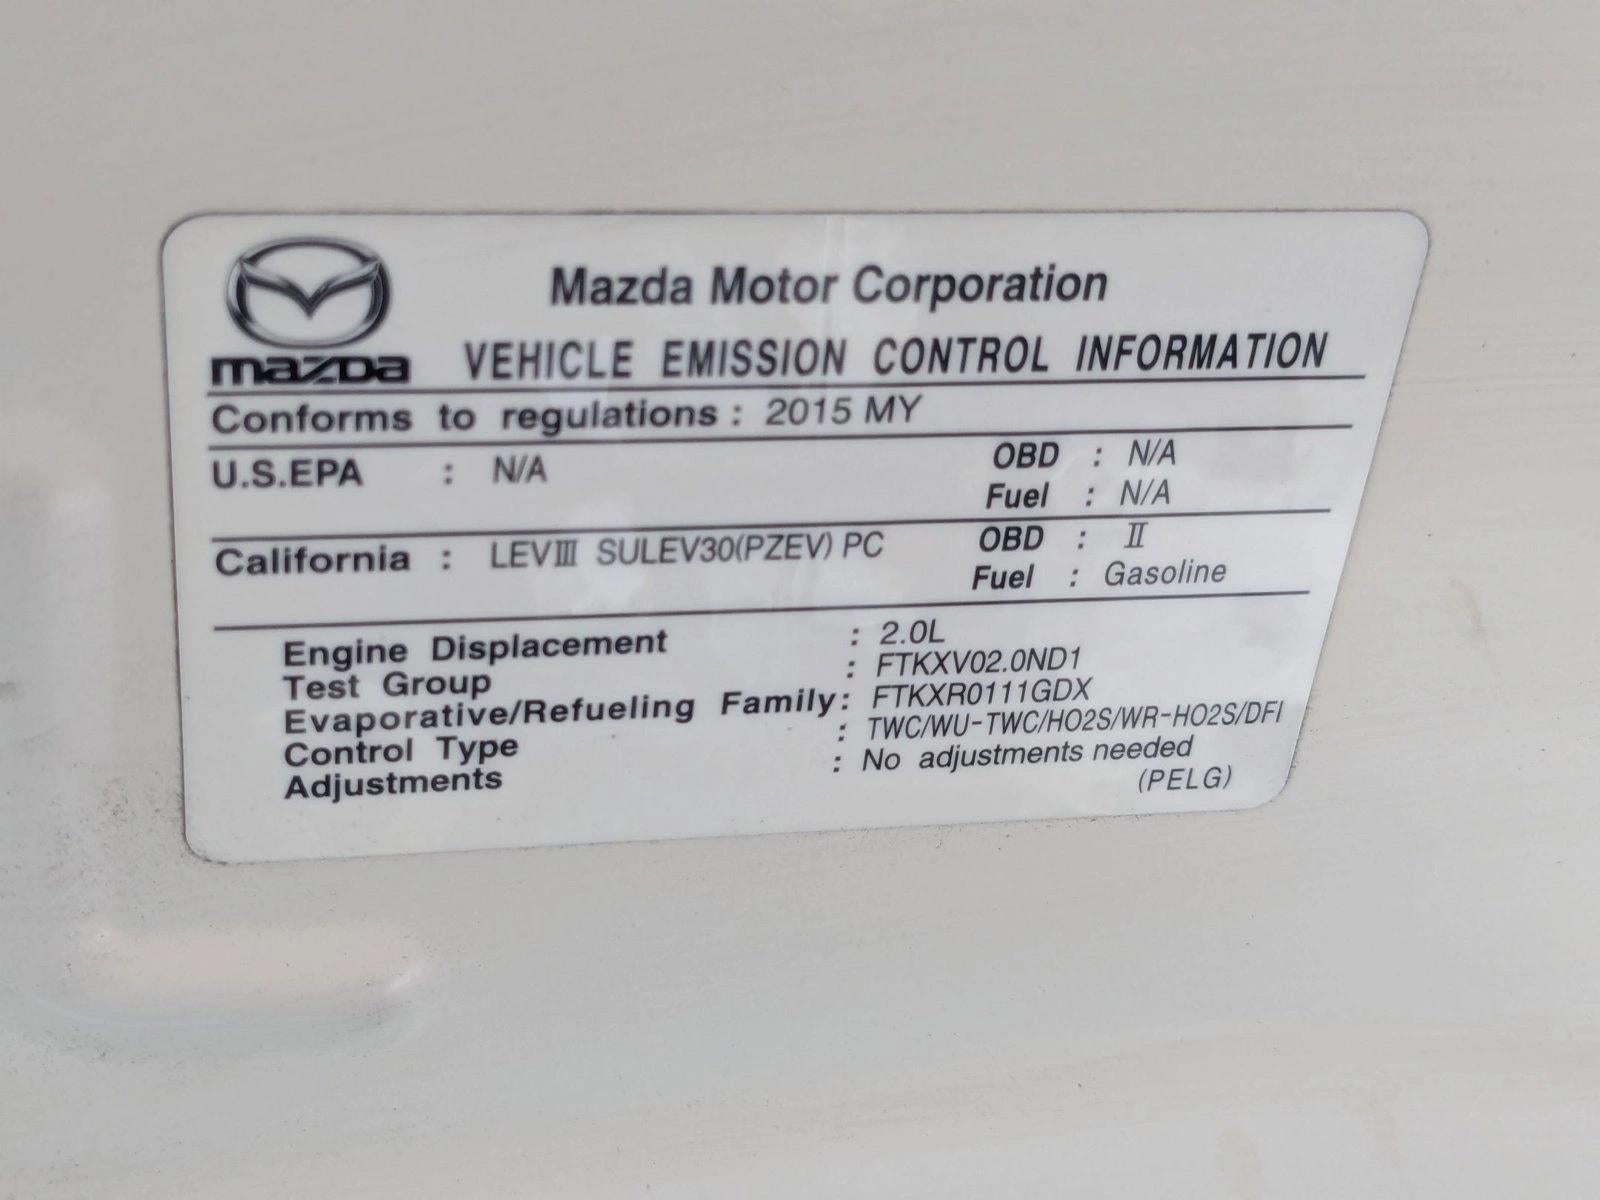 Mazda Motor Corporation
mazda VEHICLE EMISSION CONTROL INFORMATION
Conforms to regulations : 2015 MY
U.S.EPA : N/A OBD : N/A
Fuel : N/A
California : LEVⅢ SULEV30(PZEV) PC OBD : Ⅱ
Fuel : Gasoline
Engine Displacement : 2.0L
Test Group : FTKXV02.0ND1
Evaporative/Refueling Family : FTKXR0111GDX
Control Type : TWC/WU-TWC/HO2S/WR-HO2S/DFI
Adjustments : No adjustments needed
(PELG)